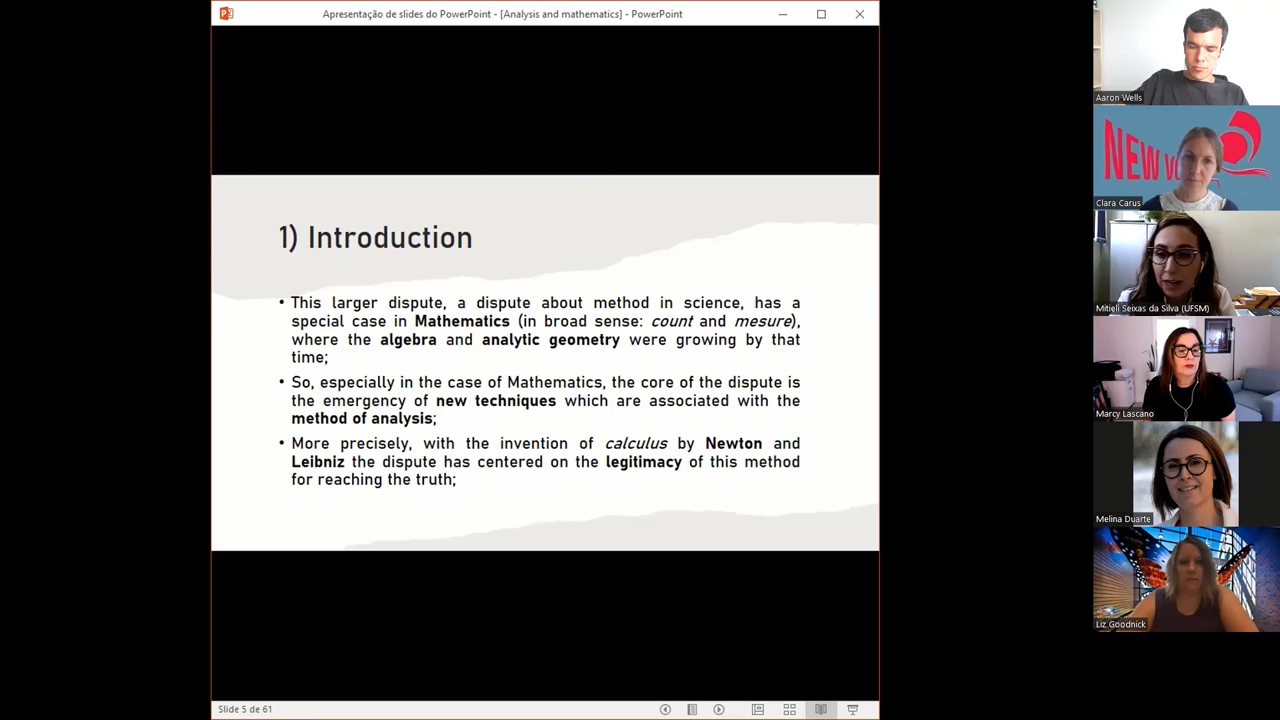 Apresentação de slides do PowerPoint - [Analysis and mathematics] - PowerPoint
1) Introduction
• This larger dispute, a dispute about method in science, has a
special case in Mathematics (in broad sense: count and mesure),
where the algebra and analytic geometry were growing by that
time;
• So, especially in the case of Mathematics, the core of the dispute is
the emergency of new techniques which are associated with the
method of analysis;
• More precisely, with the invention of calculus by Newton and
Leibniz the dispute has centered on the legitimacy of this method
for reaching the truth;
Slide 5 de 61
Aaron Wells
NEW
Clara Carus
Mitieli Seixas da Silva (UFSM)
Marcy Lascano
Melina Duarte
Liz Goodnick